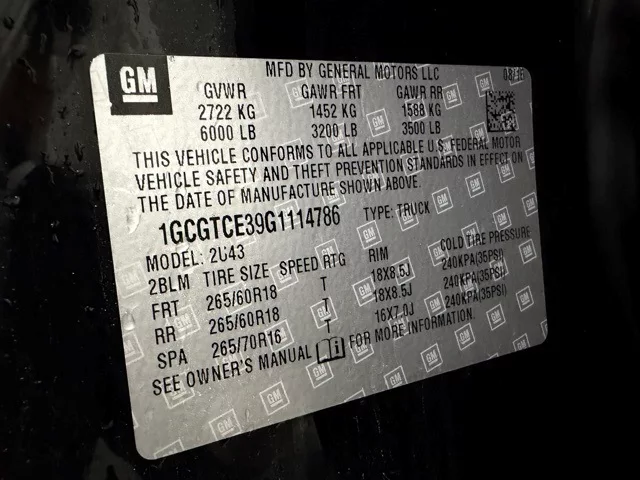 GM
MFD BY GENERAL MOTORS LLC
GVWR GAWR FRT GAWR RR
2722 KG 1452 KG 1588 KG
6000 LB 3200 LB 3500 LB
THIS VEHICLE CONFORMS TO ALL APPLICABLE U.S. FEDERAL MOTOR
VEHICLE SAFETY AND THEFT PREVENTION STANDARDS IN EFFECT ON
THE DATE OF MANUFACTURE SHOWN ABOVE.
1GCGTCE39G1114786 TYPE: TRUCK
MODEL: 2U43
2BLM TIRE SIZE SPEED RTG RIM COLD TIRE PRESSURE
FRT 265/60R18 T 18X8.5J 240KPA(35PSI)
RR 265/60R18 T 18X8.5J 240KPA(35PSI)
SPA 265/70R16 T 16X7.0J 240KPA(35PSI)
SEE OWNER'S MANUAL FOR MORE INFORMATION.